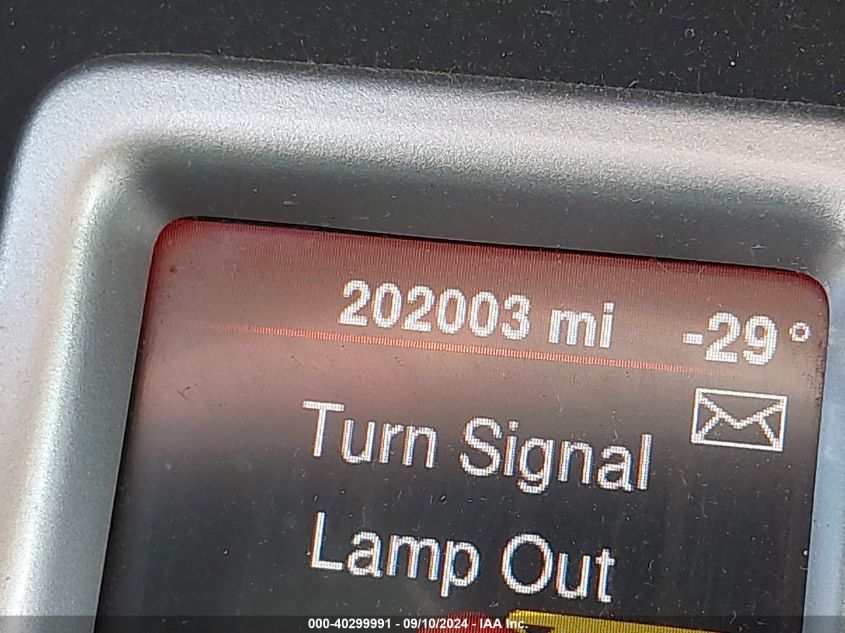 202003 mi -29°
Turn Signal
Lamp Out
000-40299991 - 09/10/2024 - IAA Inc.